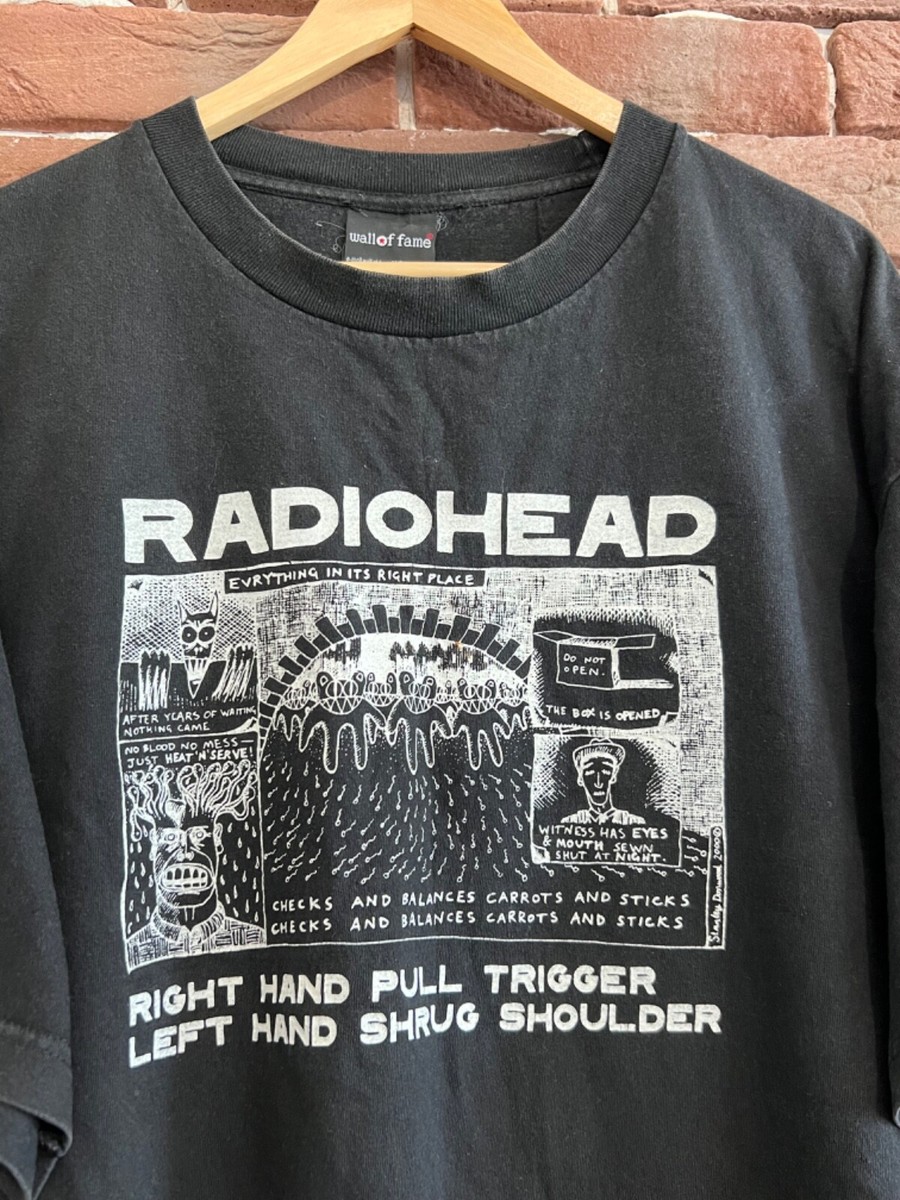 wall of fame
RADIOHEAD
EVRYTHING IN ITS RIGHT PLACE
AFTER YEARS OF WAITING
NOTHING CAME
NO BLOOD NO MESS—
JUST HEAT'N'SERVE!
DO NOT
OPEN.
THE BOX IS OPENED
WITNESS HAS EYES
& MOUTH SEWN
SHUT AT NIGHT.
CHECKS AND BALANCES CARROTS AND STICKS
CHECKS AND BALANCES CARROTS AND STICKS
Stanley Donwood 2000©
RIGHT HAND PULL TRIGGER
LEFT HAND SHRUG SHOULDER